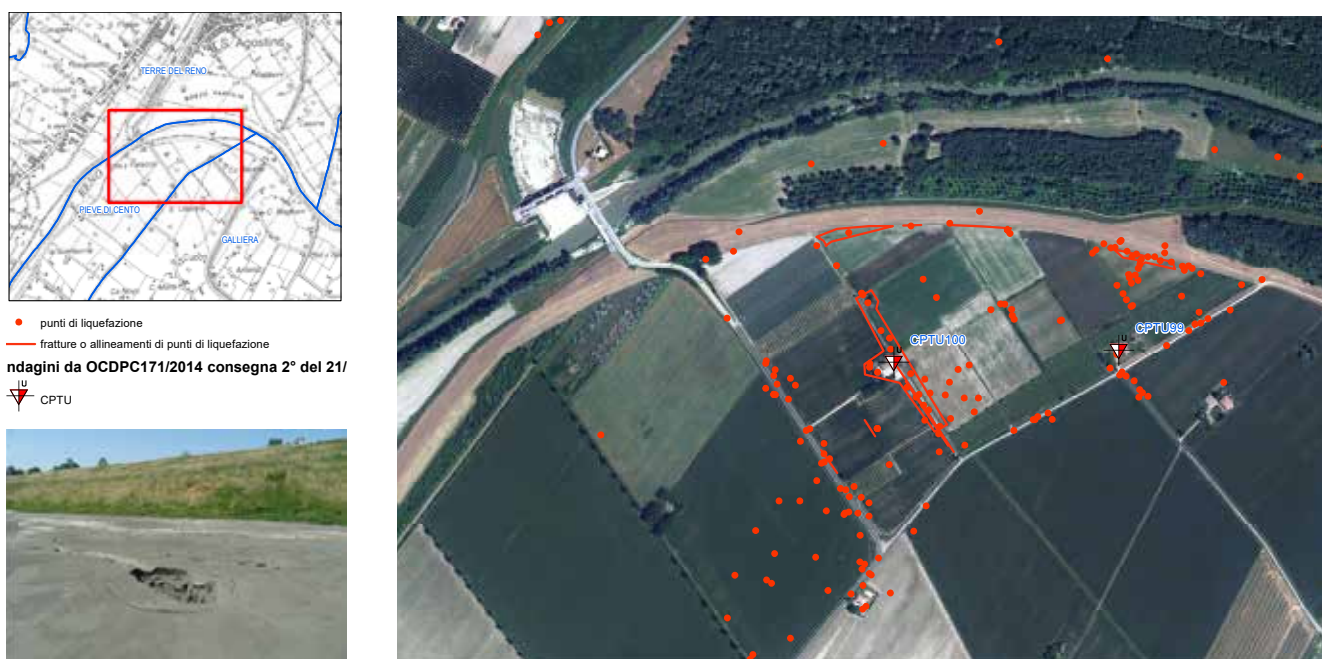 S. Agostino
TERRE DEL RENO
PIEVE DI CENTO
GALLIERA
punti di liquefazione
fratture o allineamenti di punti di liquefazione
ndagini da OCDPC171/2014 consegna 2° del 21/
U
CPTU
CPTU100
U
CPTU99
U